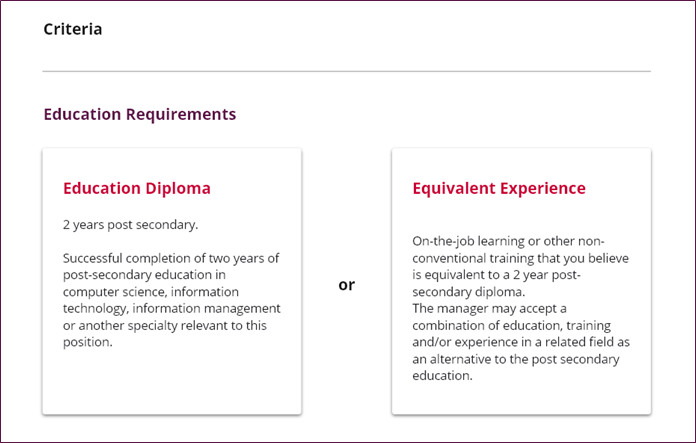 Criteria
Education Requirements
Education Diploma
2 years post secondary.
Successful completion of two years of
post-secondary education in
computer science, information
technology, information management
or another specialty relevant to this
position.
or
Equivalent Experience
On-the-job learning or other non-
conventional training that you believe
is equivalent to a 2 year post-
secondary diploma.
The manager may accept a
combination of education, training
and/or experience in a related field as
an alternative to the post secondary
education.